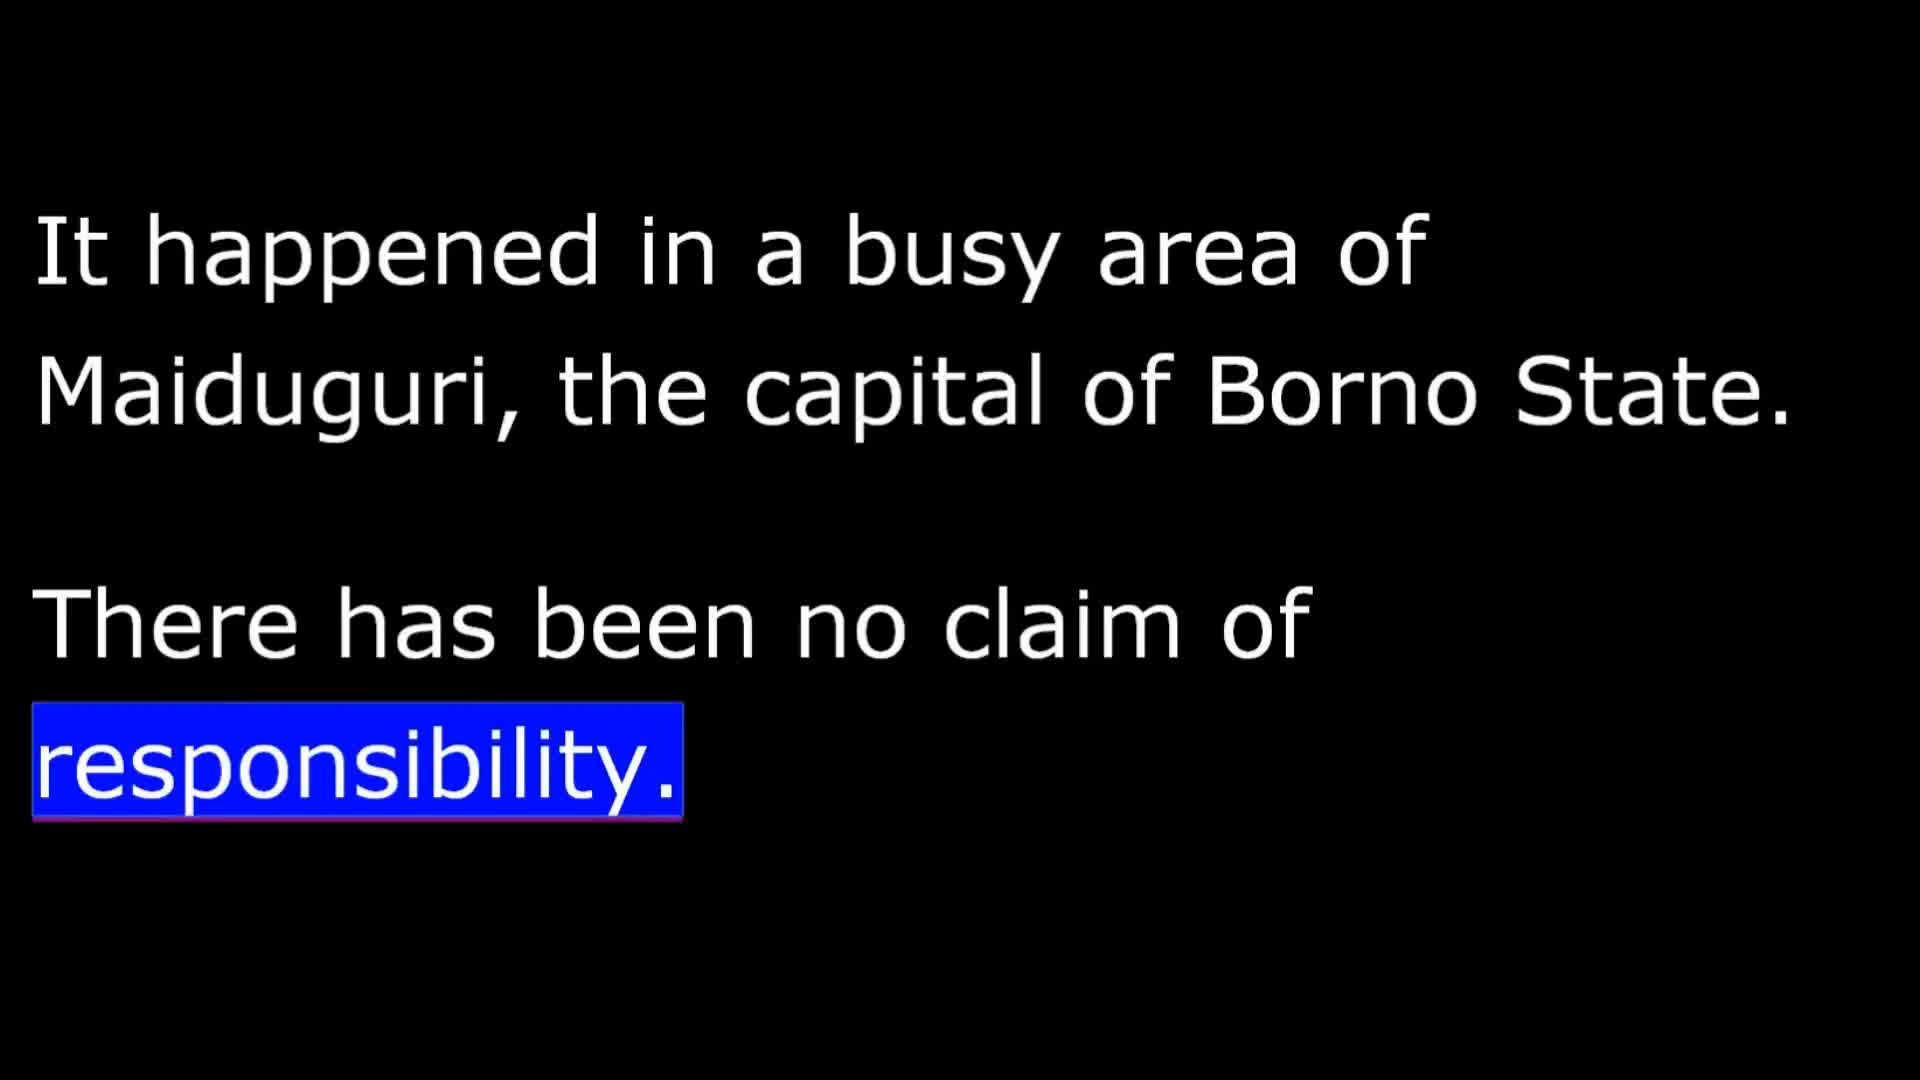 It happened in a busy area of
Maiduguri, the capital of Borno State.
There has been no claim of
responsibility.